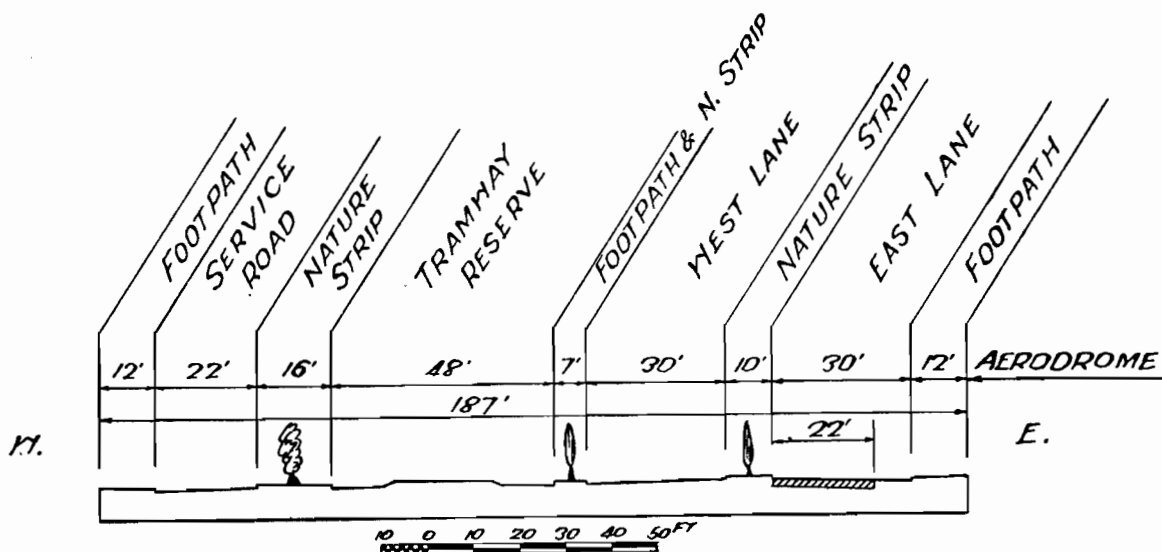 FOOTPATH
SERVICE
ROAD
NATURE
STRIP
TRAMWAY
RESERVE
FOOTPATH & N. STRIP
WEST LANE
NATURE STRIP
EAST LANE
FOOTPATH
12' 22' 16' 48' 7' 30' 10' 30' 12' AERODROME
187'
W. 22' E.
10 0 10 20 30 40 50 FT